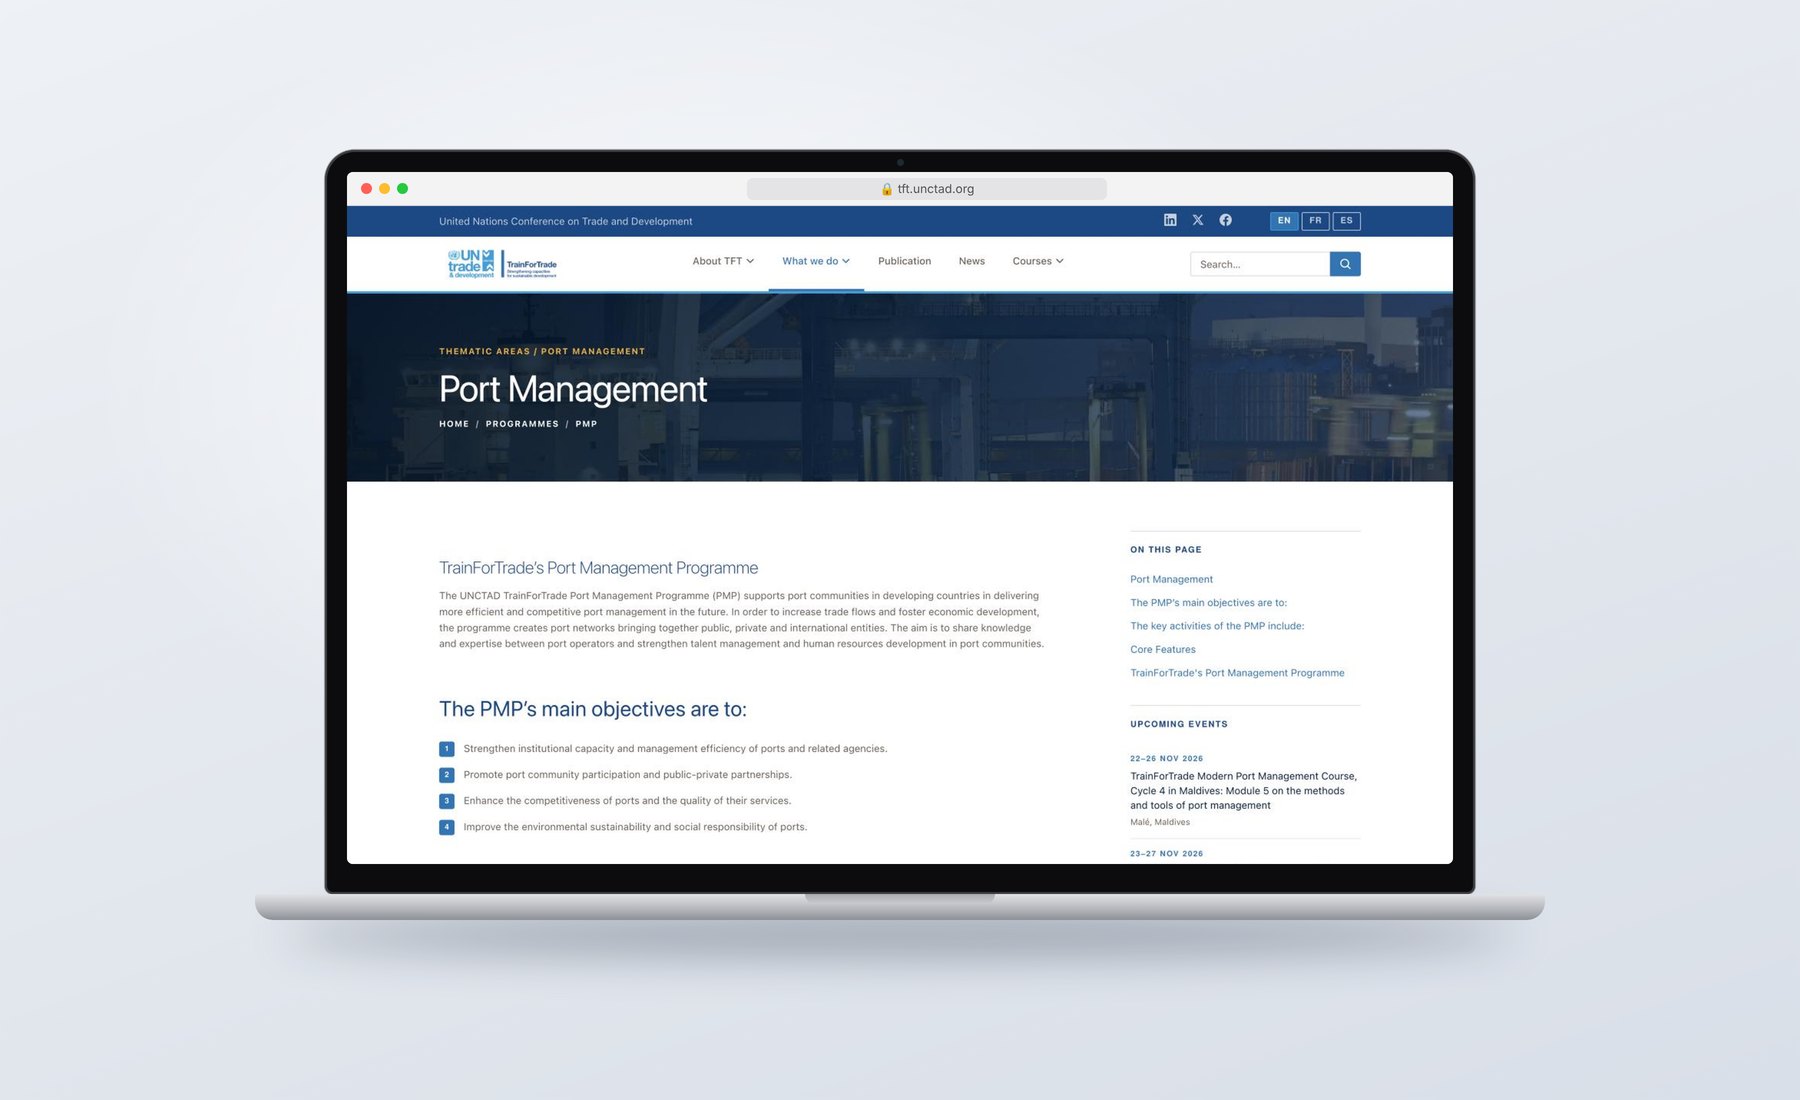 tft.unctad.org
United Nations Conference on Trade and Development
EN
FR
ES
UN
trade
& development
TrainForTrade
Strengthening capacities
for sustainable development
About TFT
What we do
Publication
News
Courses
Search...
THEMATIC AREAS / PORT MANAGEMENT
Port Management
HOME / PROGRAMMES / PMP
TrainForTrade’s Port Management Programme
The UNCTAD TrainForTrade Port Management Programme (PMP) supports port communities in developing countries in delivering
more efficient and competitive port management in the future. In order to increase trade flows and foster economic development,
the programme creates port networks bringing together public, private and international entities. The aim is to share knowledge
and expertise between port operators and strengthen talent management and human resources development in port communities.
The PMP’s main objectives are to:
1 Strengthen institutional capacity and management efficiency of ports and related agencies.
2 Promote port community participation and public-private partnerships.
3 Enhance the competitiveness of ports and the quality of their services.
4 Improve the environmental sustainability and social responsibility of ports.
ON THIS PAGE
Port Management
The PMP’s main objectives are to:
The key activities of the PMP include:
Core Features
TrainForTrade's Port Management Programme
UPCOMING EVENTS
22–26 NOV 2026
TrainForTrade Modern Port Management Course,
Cycle 4 in Maldives: Module 5 on the methods
and tools of port management
Malé, Maldives
23–27 NOV 2026